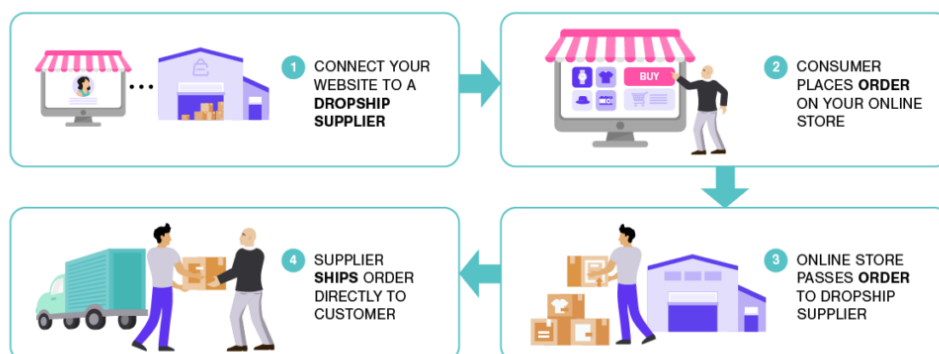 1
CONNECT YOUR
WEBSITE TO A
DROPSHIP
SUPPLIER
BUY
2
CONSUMER
PLACES ORDER
ON YOUR ONLINE
STORE
3
ONLINE STORE
PASSES ORDER
TO DROPSHIP
SUPPLIER
4
SUPPLIER
SHIPS ORDER
DIRECTLY TO
CUSTOMER